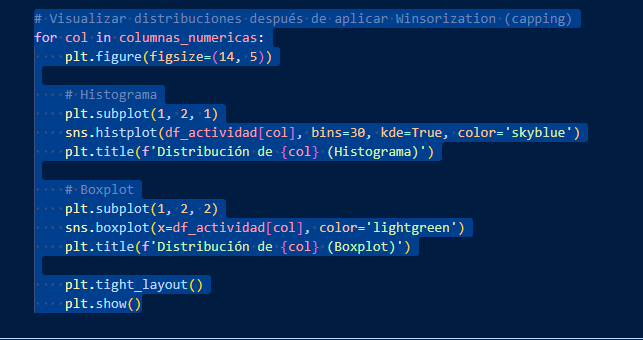 # Visualizar distribuciones después de aplicar Winsorization (capping)
for col in columnas_numericas:
    plt.figure(figsize=(14, 5))

    # Histograma
    plt.subplot(1, 2, 1)
    sns.histplot(df_actividad[col], bins=30, kde=True, color='skyblue')
    plt.title(f'Distribución de {col} (Histograma)')

    # Boxplot
    plt.subplot(1, 2, 2)
    sns.boxplot(x=df_actividad[col], color='lightgreen')
    plt.title(f'Distribución de {col} (Boxplot)')

    plt.tight_layout()
    plt.show()